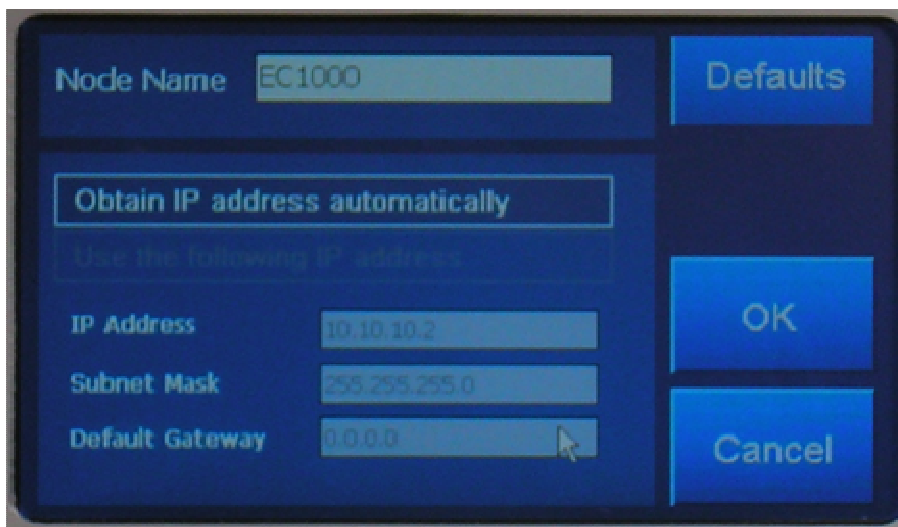 Node Name EC1000
Defaults
Obtain IP address automatically
Use the following IP address
IP Address 10.10.10.2
OK
Subnet Mask 255.255.255.0
Default Gateway 0.0.0.0
Cancel